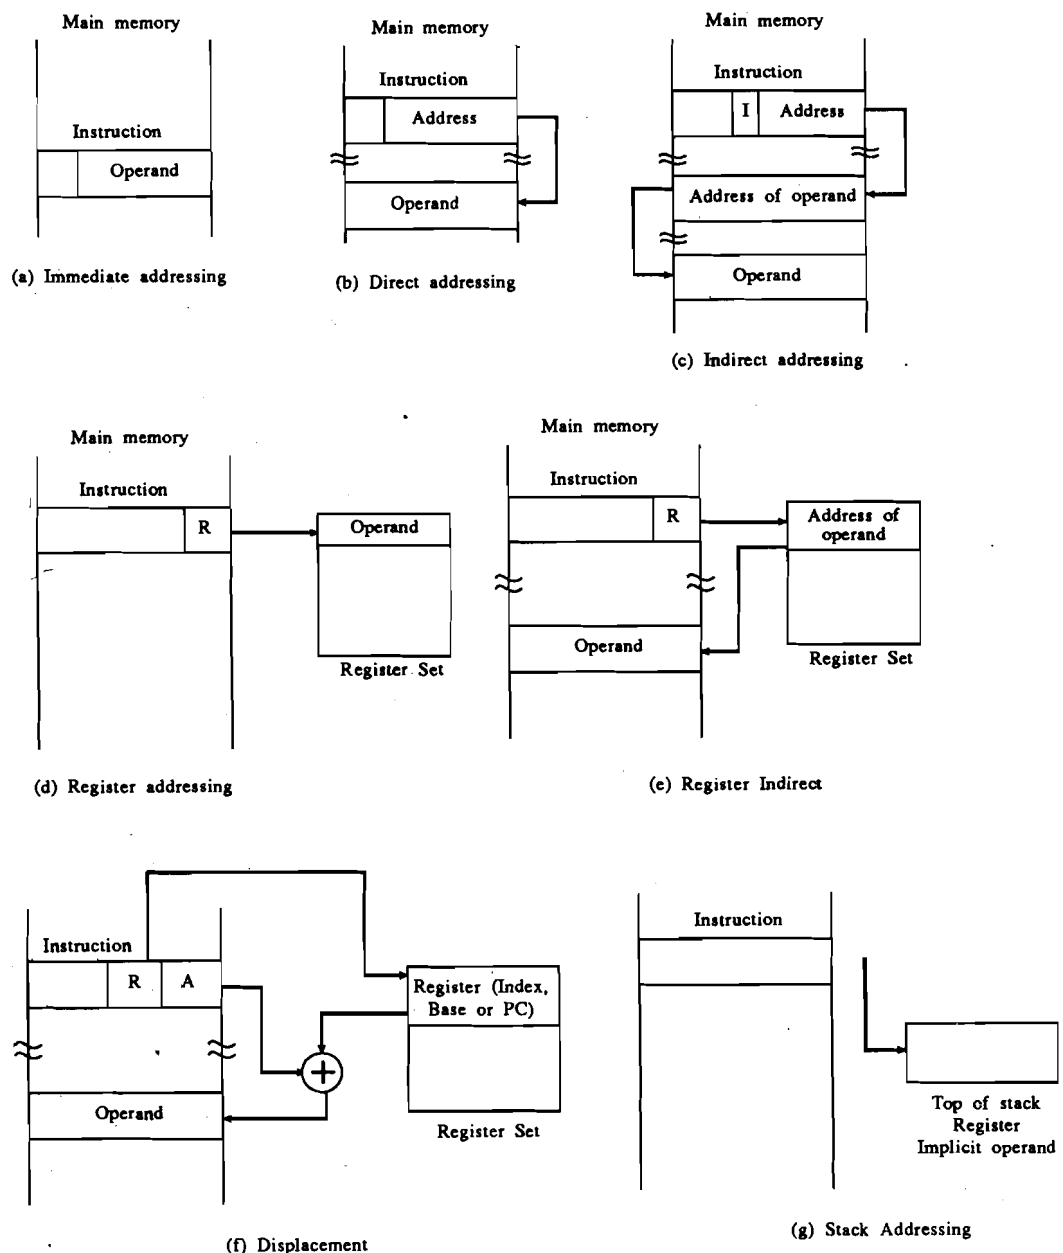 Main memory
Instruction
Operand
(a) Immediate addressing
Main memory
Instruction
Address
Operand
(b) Direct addressing
Main memory
Instruction
I
Address
Address of operand
Operand
(c) Indirect addressing
Main memory
Instruction
R
Operand
Register Set
(d) Register addressing
Main memory
Instruction
R
Address of
operand
Operand
Register Set
(e) Register Indirect
Instruction
R
A
Register (Index,
Base or PC)
+
Operand
Register Set
(f) Displacement
Instruction
Top of stack
Register
Implicit operand
(g) Stack Addressing